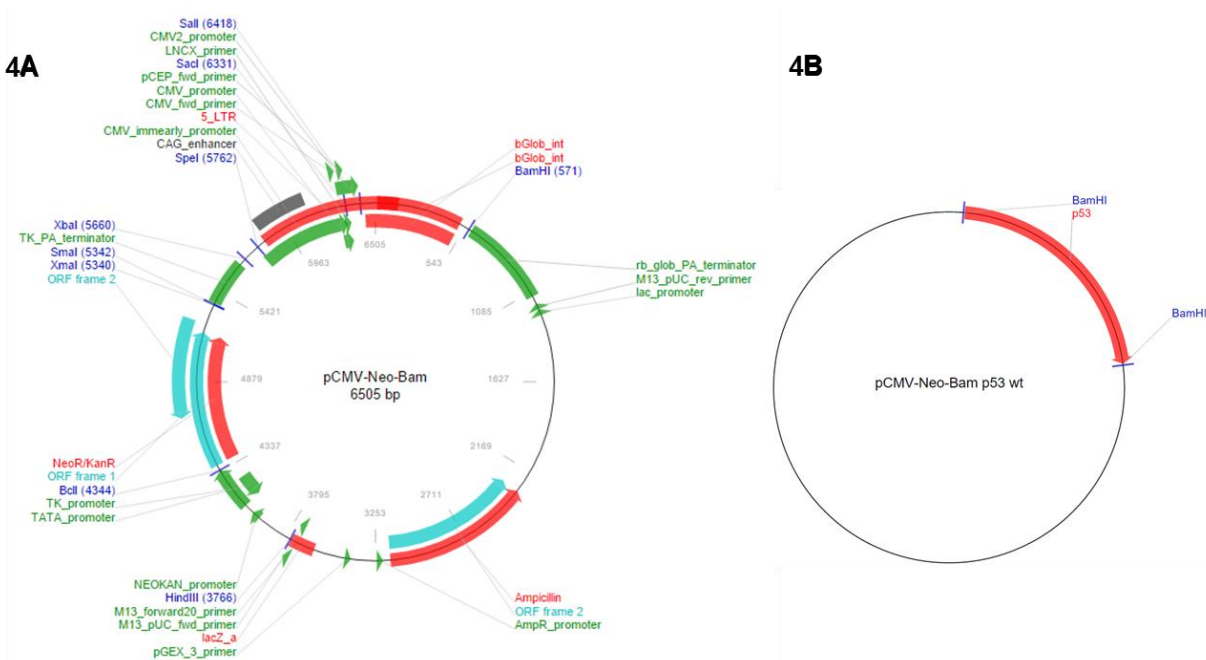 4A
SalI (6418)
CMV2_promoter
LNCX_primer
SacI (6331)
pCEP_fwd_primer
CMV_promoter
CMV_fwd_primer
5_LTR
CMV_immearly_promoter
CAG_enhancer
SpeI (5762)
XbaI (5660)
TK_PA_terminator
SmaI (5342)
XmaI (5340)
ORF frame 2
NeoR/KanR
ORF frame 1
BclI (4344)
TK_promoter
TATA_promoter
NEOKAN_promoter
HindIII (3766)
M13_forward20_primer
M13_pUC_fwd_primer
lacZ_a
pGEX_3_primer
bGlob_int
bGlob_int
BamHI (571)
rb_glob_PA_terminator
M13_pUC_rev_primer
lac_promoter
Ampicillin
ORF frame 2
AmpR_promoter
6505
543
1085
1627
2169
2711
3253
3795
4337
4879
5421
5963
pCMV-Neo-Bam
6505 bp
4B
BamHI
p53
BamHI
pCMV-Neo-Bam p53 wt